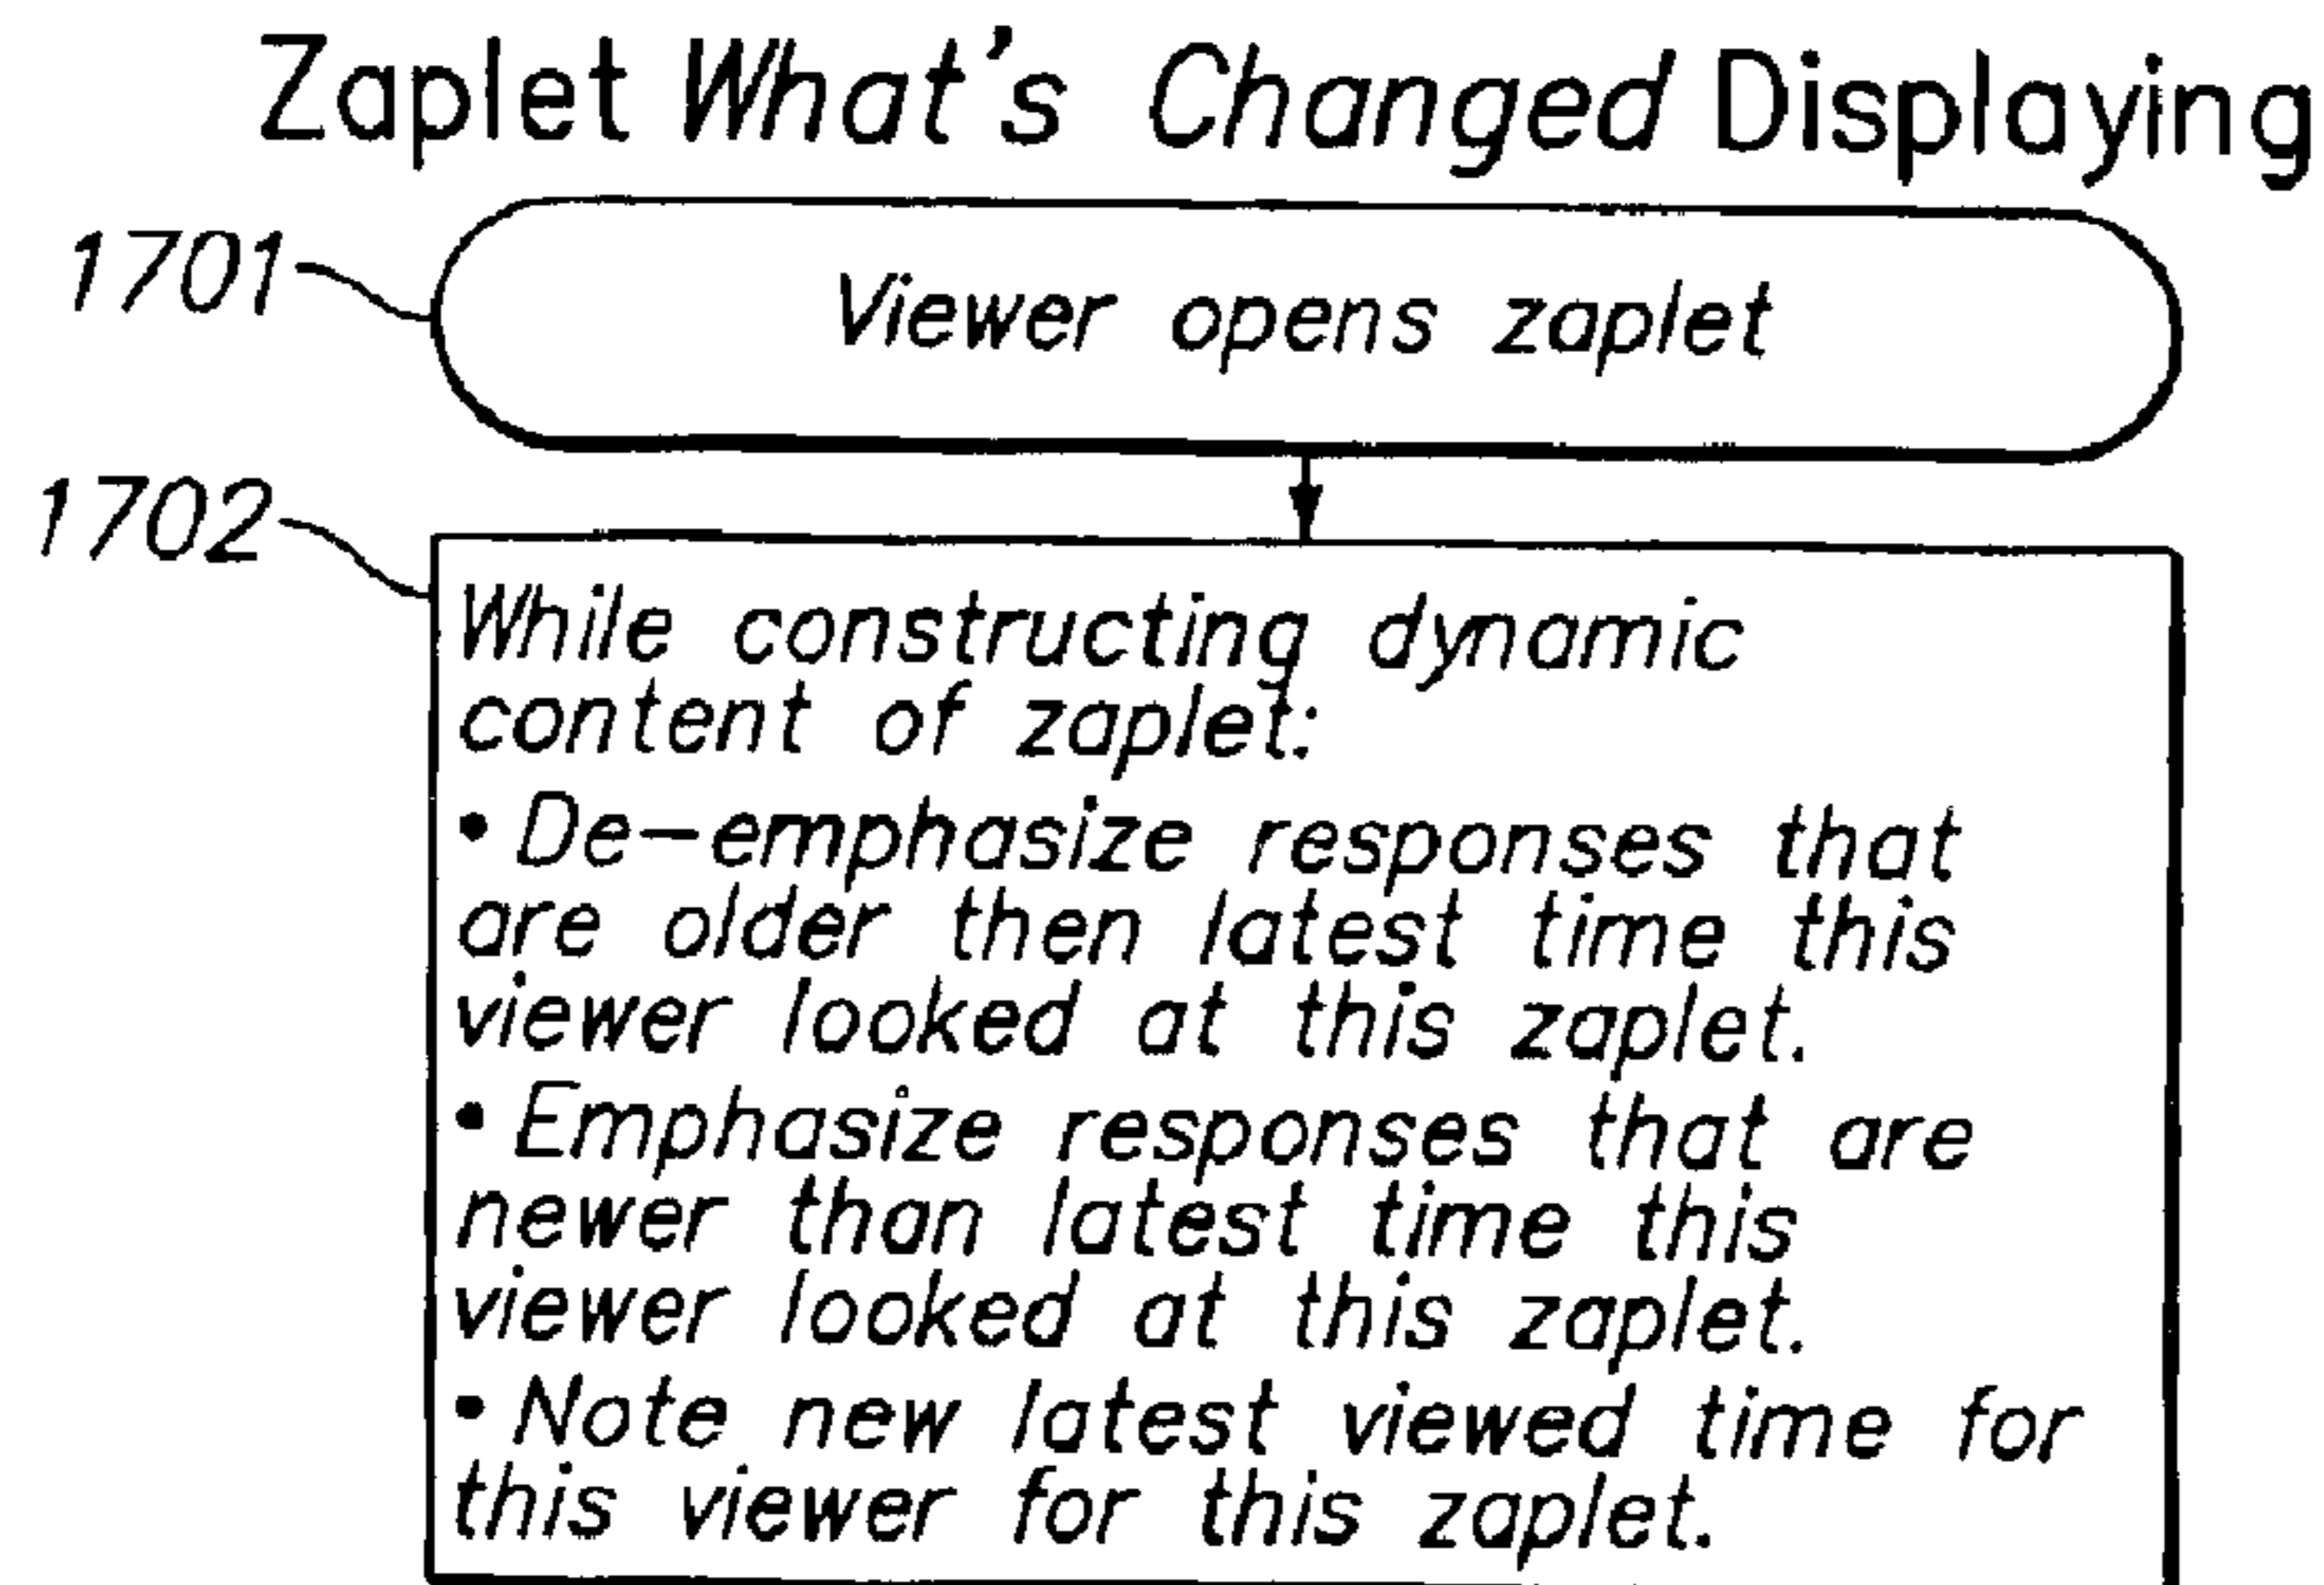 Zaplet What's Changed Displaying
1701
Viewer opens zaplet
1702
While constructing dynamic
content of zaplet:
• De-emphasize responses that
are older then latest time this
viewer looked at this zaplet.
• Emphasize responses that are
newer than latest time this
viewer looked at this zaplet.
• Note new latest viewed time for
this viewer for this zaplet.